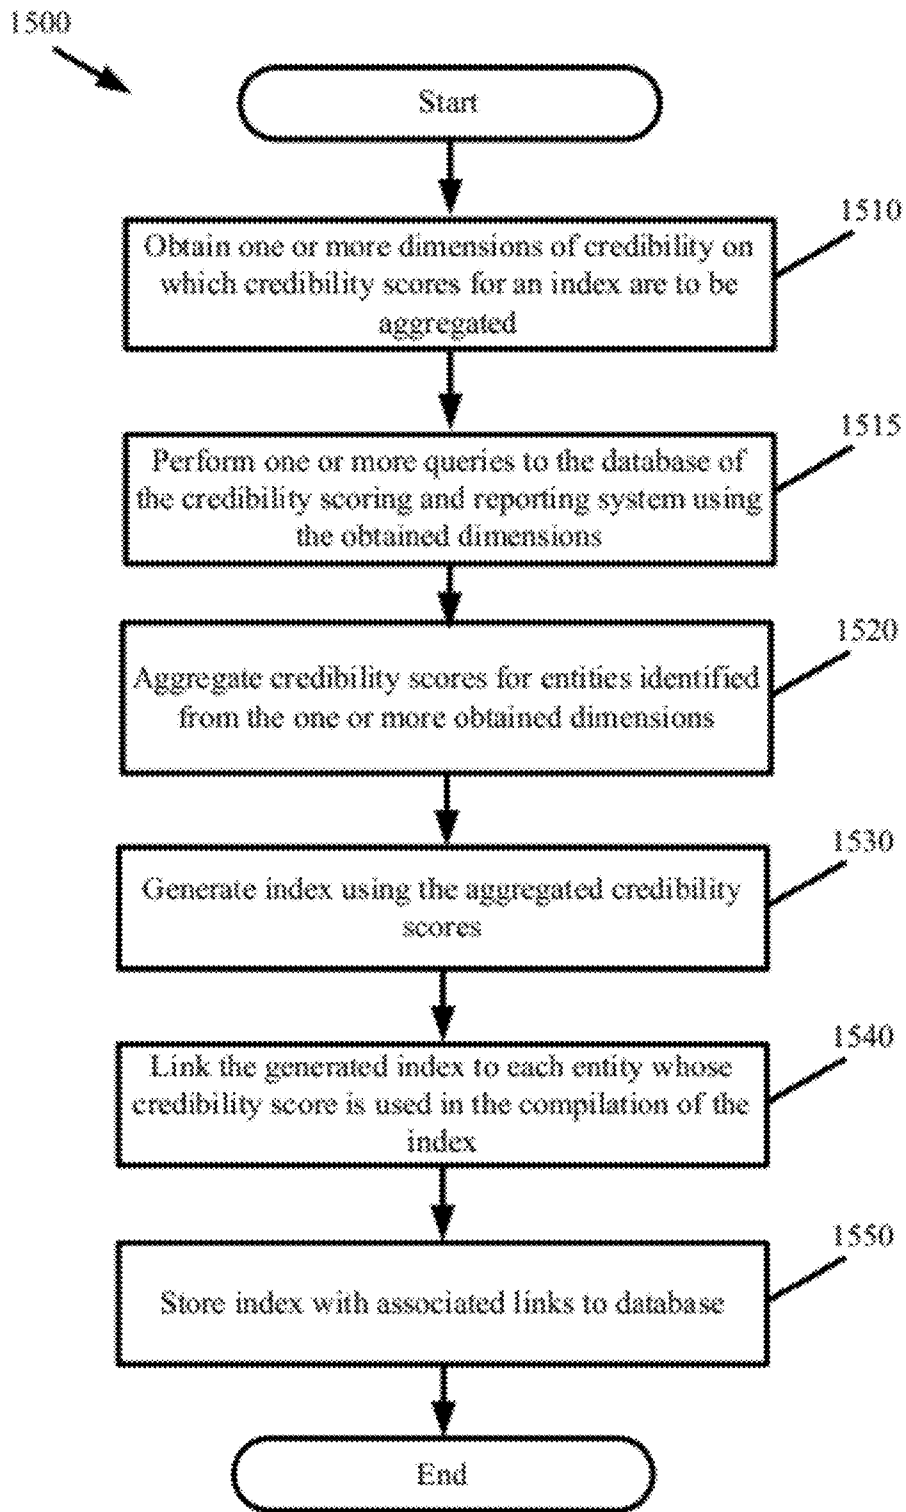 1500
Start
1510
Obtain one or more dimensions of credibility on
which credibility scores for an index are to be
aggregated
1515
Perform one or more queries to the database of
the credibility scoring and reporting system using
the obtained dimensions
1520
Aggregate credibility scores for entities identified
from the one or more obtained dimensions
1530
Generate index using the aggregated credibility
scores
1540
Link the generated index to each entity whose
credibility score is used in the compilation of the
index
1550
Store index with associated links to database
End